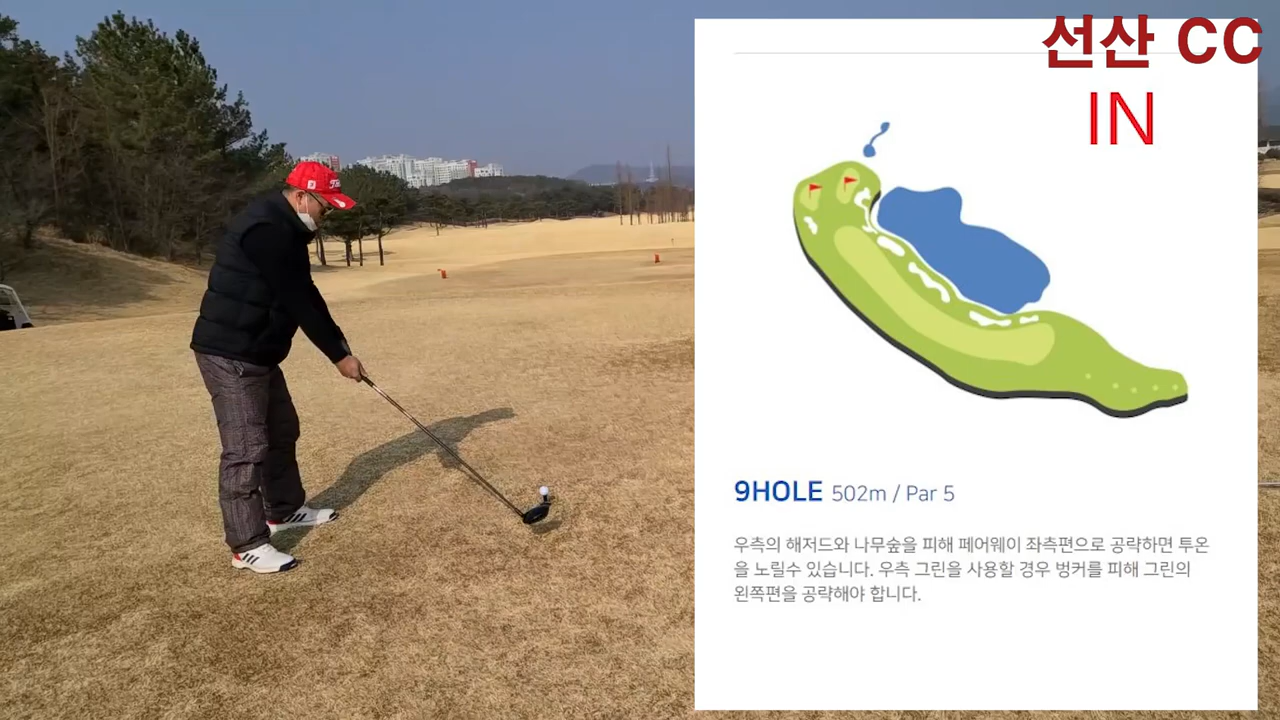 선산 CC
IN
9HOLE 502m / Par 5
우측의 해저드와 나무숲을 피해 페어웨이 좌측편으로 공략하면 투온
을 노릴수 있습니다. 우측 그린을 사용할 경우 벙커를 피해 그린의
왼쪽편을 공략해야 합니다.